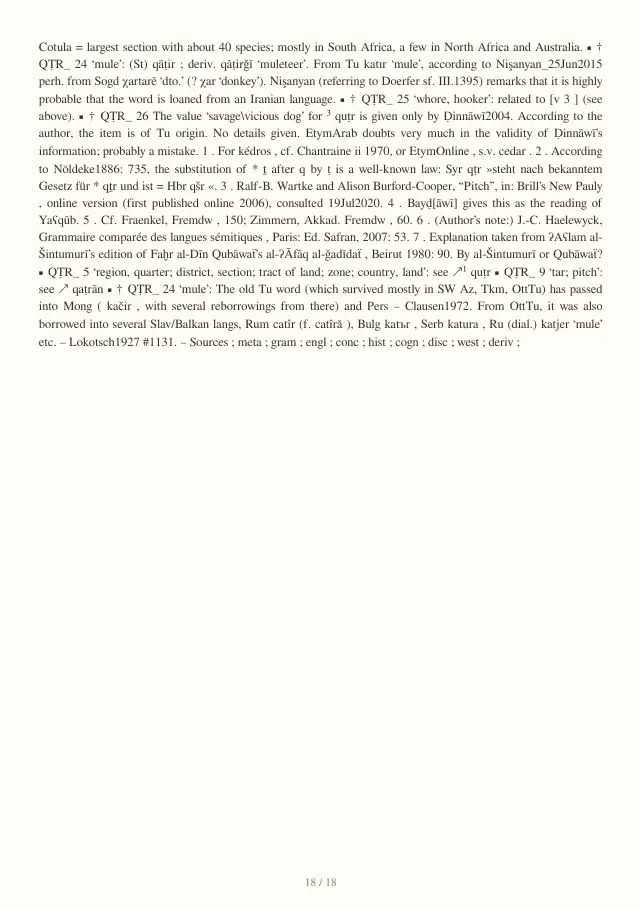 Cotula = largest section with about 40 species; mostly in South Africa, a few in North Africa and Australia. ▪ †
QṬR_ 24 ‘mule’: (St) qāṭir ; deriv. qāṭirǧī ‘muleteer’. From Tu katır ‘mule’, according to Nişanyan_25Jun2015
perh. from Sogd χartarē ‘dto.’ (? χar ‘donkey’). Nişanyan (referring to Doerfer sf. III.1395) remarks that it is highly
probable that the word is loaned from an Iranian language. ▪ † QṬR_ 25 ‘whore, hooker’: related to [v 3 ] (see
above). ▪ † QṬR_ 26 The value ‘savage\vicious dog’ for ³ quṭr is given only by Ḍinnāwī2004. According to the
author, the item is of Tu origin. No details given. EtymArab doubts very much in the validity of Ḍinnāwī’s
information; probably a mistake. 1 . For kédros , cf. Chantraine ii 1970, or EtymOnline , s.v. cedar . 2 . According
to Nöldeke1886: 735, the substitution of * ṯ after q by ṭ is a well-known law: Syr qtr »steht nach bekanntem
Gesetz für * qtr und ist = Hbr qšr «. 3 . Ralf-B. Wartke and Alison Burford-Cooper, “Pitch”, in: Brill’s New Pauly
, online version (first published online 2006), consulted 19Jul2020. 4 . Bayḍ[āwī] gives this as the reading of
Yaʕqūb. 5 . Cf. Fraenkel, Fremdw , 150; Zimmern, Akkad. Fremdw , 60. 6 . (Author’s note:) J.-C. Haelewyck,
Grammaire comparée des langues sémitiques , Paris: Ed. Safran, 2007: 53. 7 . Explanation taken from ʔAʕlam al-
Šintumurī’s edition of Faḫr al-Dīn Qubāwaẗ’s al-ʔĀfāq al-ǧadīdaẗ , Beirut 1980: 90. By al-Šintumurī or Qubāwaẗ?
▪ QṬR_ 5 ‘region, quarter; district, section; tract of land; zone; country, land’: see ↗¹ quṭr ▪ QṬR_ 9 ‘tar; pitch’:
see ↗ qaṭrān ▪ † QṬR_ 24 ‘mule’: The old Tu word (which survived mostly in SW Az, Tkm, OttTu) has passed
into Mong ( kačir , with several reborrowings from there) and Pers – Clausen1972. From OttTu, it was also
borrowed into several Slav/Balkan langs, Rum catîr (f. catîră ), Bulg katъr , Serb katura , Ru (dial.) katjer ‘mule’
etc. – Lokotsch1927 #1131. – Sources ; meta ; gram ; engl ; conc ; hist ; cogn ; disc ; west ; deriv ;
18 / 18